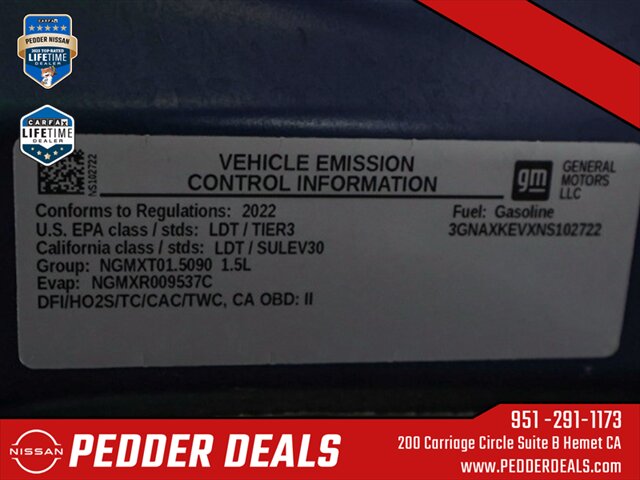 CARFAX
PEDDER NISSAN
2023 TOP-RATED
LIFETIME
DEALER
CARFAX
LIFETIME
DEALER
NS102722
VEHICLE EMISSION
CONTROL INFORMATION
gm
GENERAL
MOTORS
LLC
Conforms to Regulations: 2022
U.S. EPA class / stds: LDT / TIER3
California class / stds: LDT / SULEV30
Group: NGMXT01.5090 1.5L
Evap: NGMXR009537C
DFI/HO2S/TC/CAC/TWC, CA OBD: II
Fuel: Gasoline
3GNAXKEVXNS102722
NISSAN
PEDDER DEALS
951 -291-1173
200 Carriage Circle Suite B Hemet CA
www.PEDDERDEALS.com